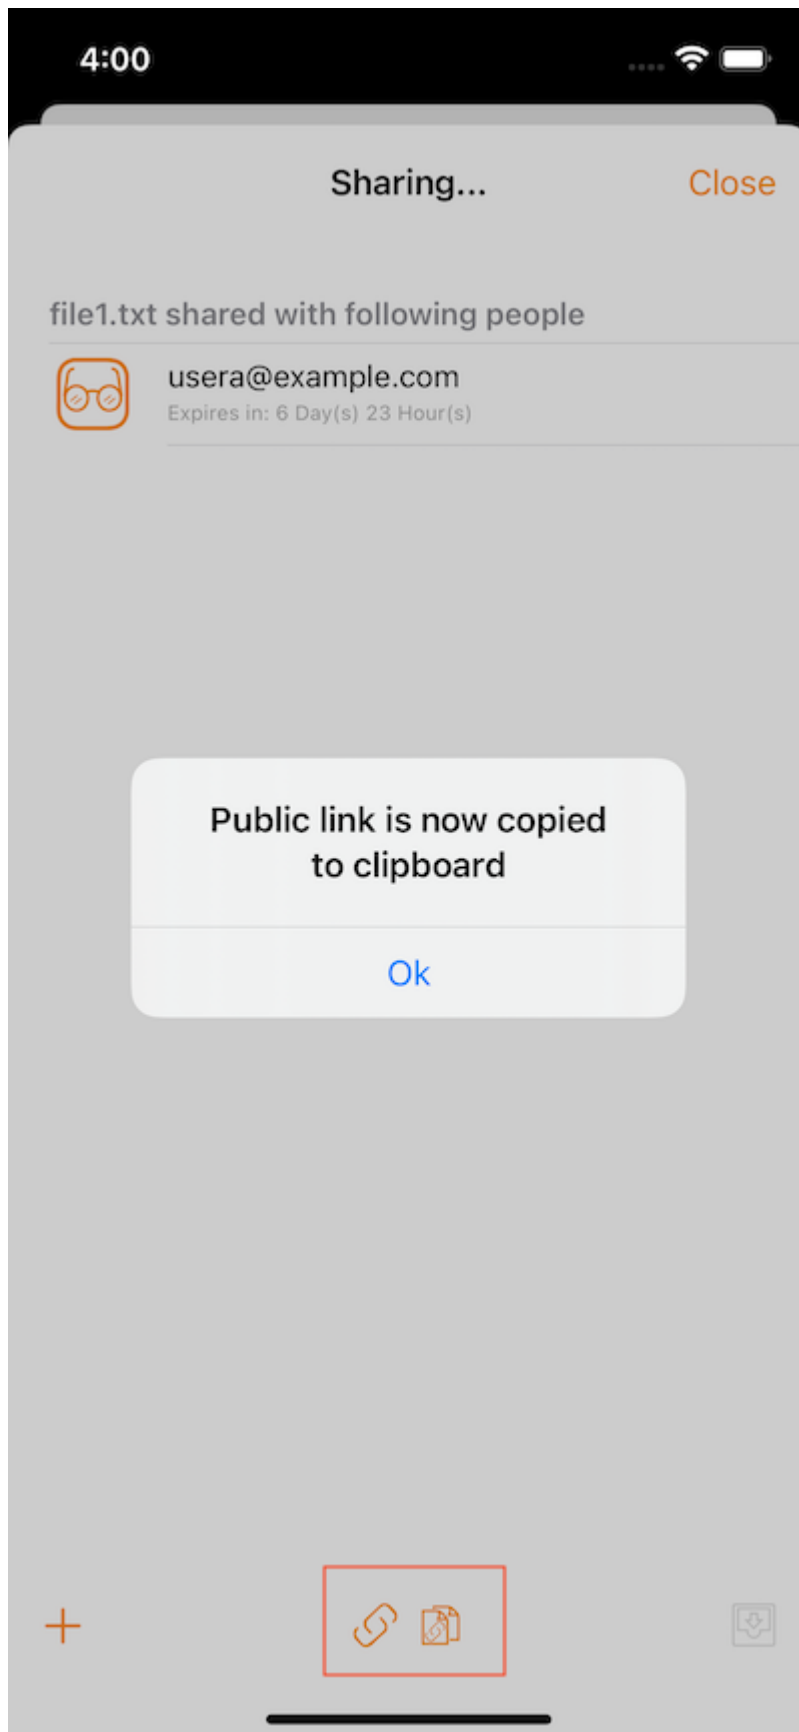 4:00
Sharing...
Close
file1.txt shared with following people
usera@example.com
Expires in: 6 Day(s) 23 Hour(s)
Public link is now copied
to clipboard
Ok